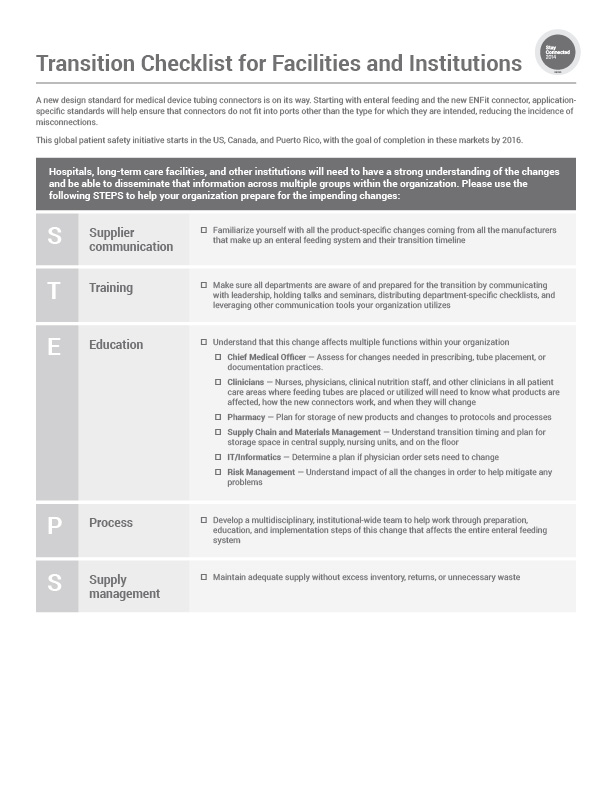 Stay
Connected
2014
Transition Checklist for Facilities and Institutions
A new design standard for medical device tubing connectors is on its way. Starting with enteral feeding and the new ENFit connector, application-
specific standards will help ensure that connectors do not fit into ports other than the type for which they are intended, reducing the incidence of
misconnections.
This global patient safety initiative starts in the US, Canada, and Puerto Rico, with the goal of completion in these markets by 2016.
Hospitals, long-term care facilities, and other institutions will need to have a strong understanding of the changes
and be able to disseminate that information across multiple groups within the organization. Please use the
following STEPS to help your organization prepare for the impending changes:
S
Supplier
communication
Familiarize yourself with all the product-specific changes coming from all the manufacturers
that make up an enteral feeding system and their transition timeline
T
Training
Make sure all departments are aware of and prepared for the transition by communicating
with leadership, holding talks and seminars, distributing department-specific checklists, and
leveraging other communication tools your organization utilizes
E
Education
Understand that this change affects multiple functions within your organization
Chief Medical Officer — Assess for changes needed in prescribing, tube placement, or
documentation practices.
Clinicians — Nurses, physicians, clinical nutrition staff, and other clinicians in all patient
care areas where feeding tubes are placed or utilized will need to know what products are
affected, how the new connectors work, and when they will change
Pharmacy — Plan for storage of new products and changes to protocols and processes
Supply Chain and Materials Management — Understand transition timing and plan for
storage space in central supply, nursing units, and on the floor
IT/Informatics — Determine a plan if physician order sets need to change
Risk Management — Understand impact of all the changes in order to help mitigate any
problems
P
Process
Develop a multidisciplinary, institutional-wide team to help work through preparation,
education, and implementation steps of this change that affects the entire enteral feeding
system
S
Supply
management
Maintain adequate supply without excess inventory, returns, or unnecessary waste